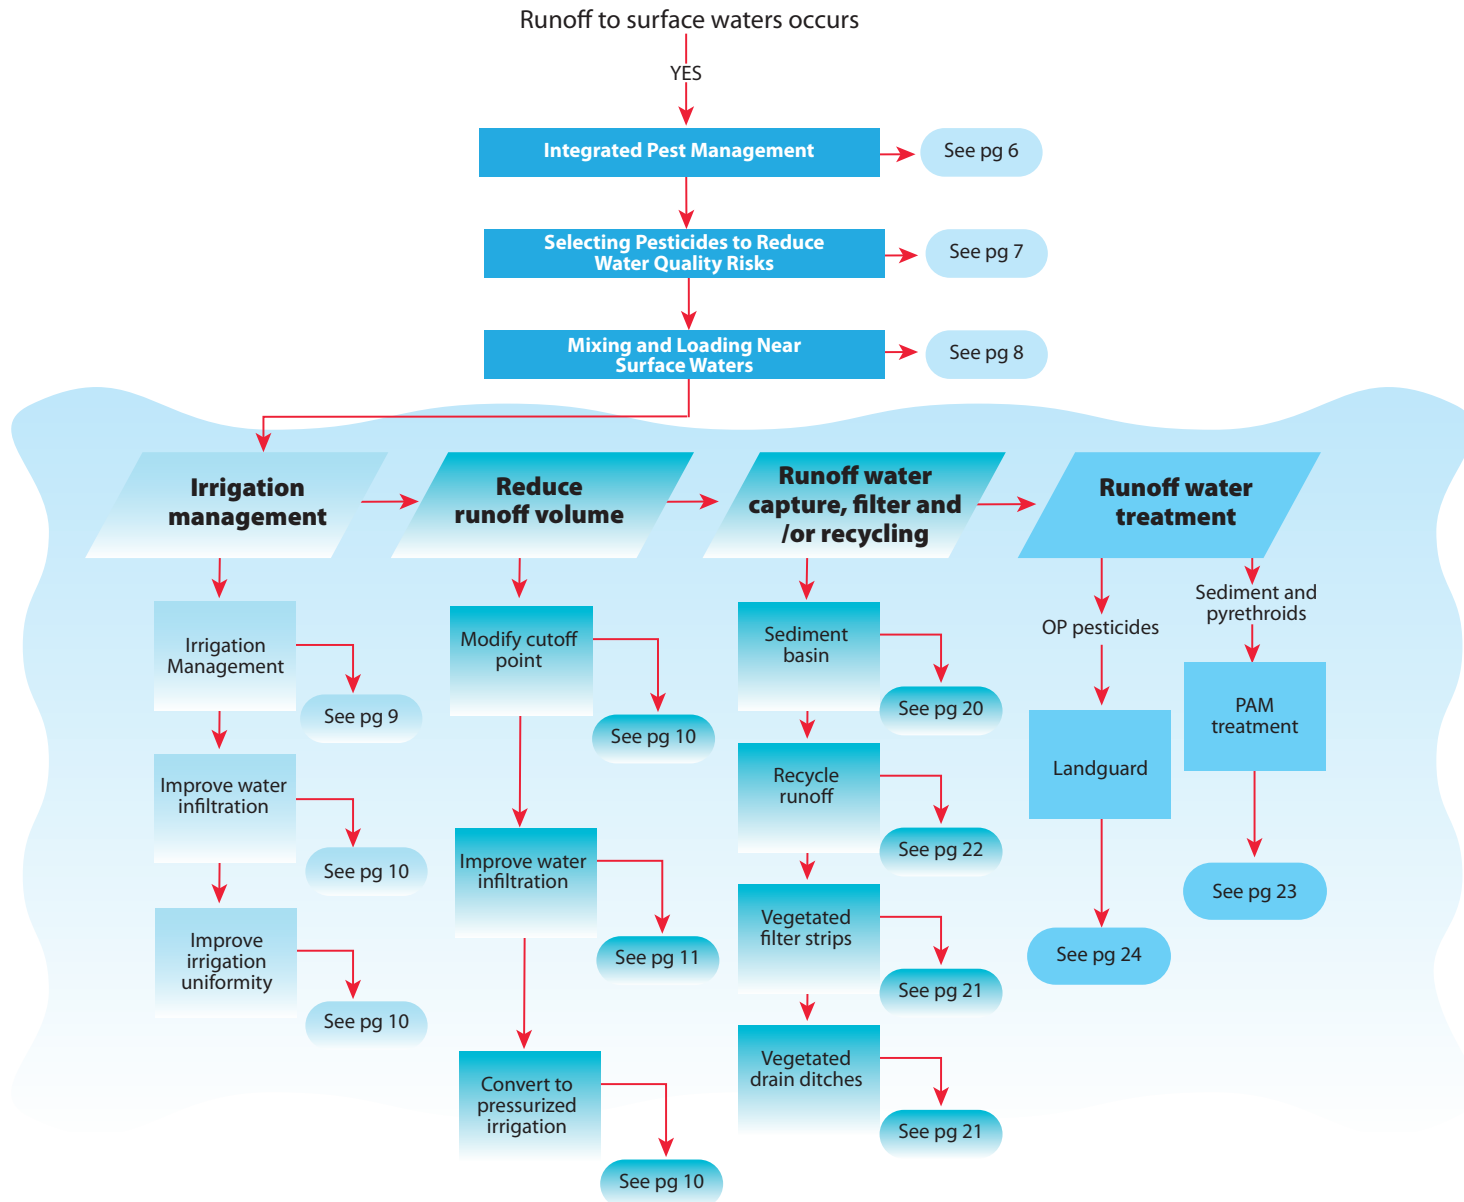 Runoff to surface waters occurs
YES
Integrated Pest Management
See pg 6
Selecting Pesticides to Reduce
Water Quality Risks
See pg 7
Mixing and Loading Near
Surface Waters
See pg 8
Irrigation
management
Irrigation
Management
See pg 9
Improve water
infiltration
See pg 10
Improve
irrigation
uniformity
See pg 10
Reduce
runoff volume
Modify cutoff
point
See pg 10
Improve water
infiltration
See pg 11
Convert to
pressurized
irrigation
See pg 10
Runoff water
capture, filter and
/or recycling
Sediment
basin
See pg 20
Recycle
runoff
See pg 22
Vegetated
filter strips
See pg 21
Vegetated
drain ditches
See pg 21
Runoff water
treatment
OP pesticides
Landguard
See pg 24
Sediment and
pyrethroids
PAM
treatment
See pg 23